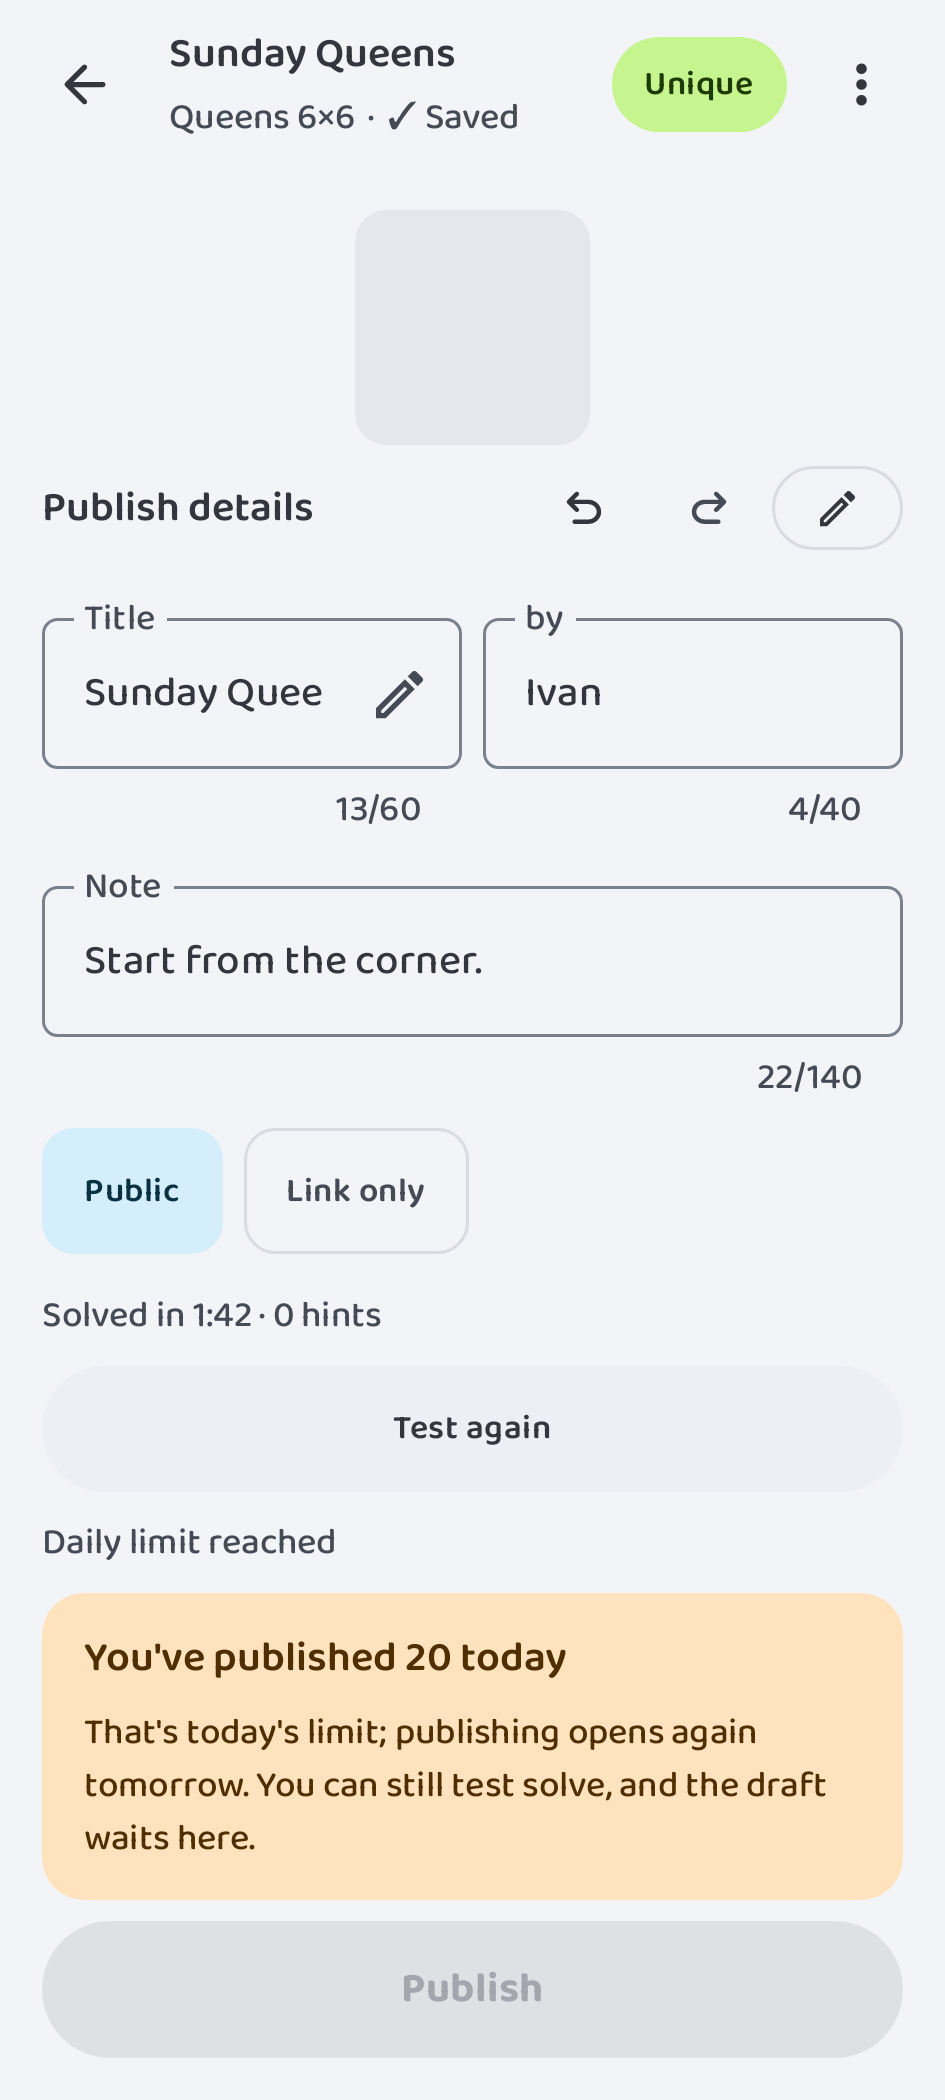 Sunday Queens
Queens 6×6 · ✓ Saved
Unique
Publish details
Title
Sunday Quee
13/60
by
Ivan
4/40
Note
Start from the corner.
22/140
Public
Link only
Solved in 1:42 · 0 hints
Test again
Daily limit reached
You've published 20 today
That's today's limit; publishing opens again
tomorrow. You can still test solve, and the draft
waits here.
Publish